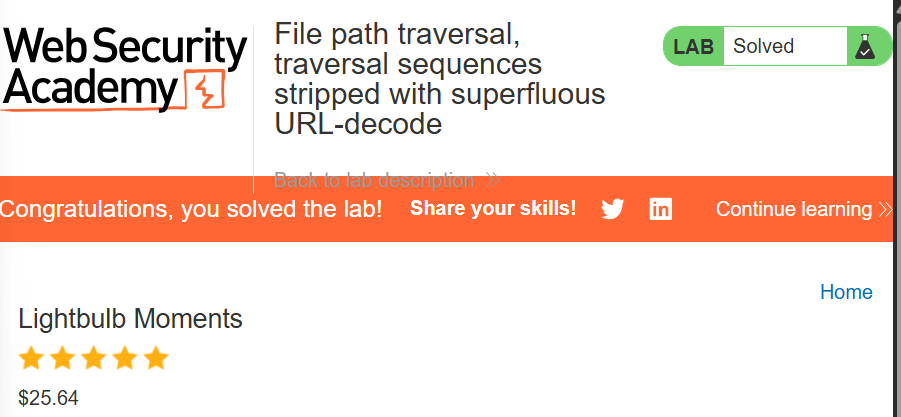 Web Security
Academy
File path traversal,
traversal sequences
stripped with superfluous
URL-decode
LAB Solved
Back to lab description
Congratulations, you solved the lab! Share your skills! Continue learning
Home
Lightbulb Moments
$25.64